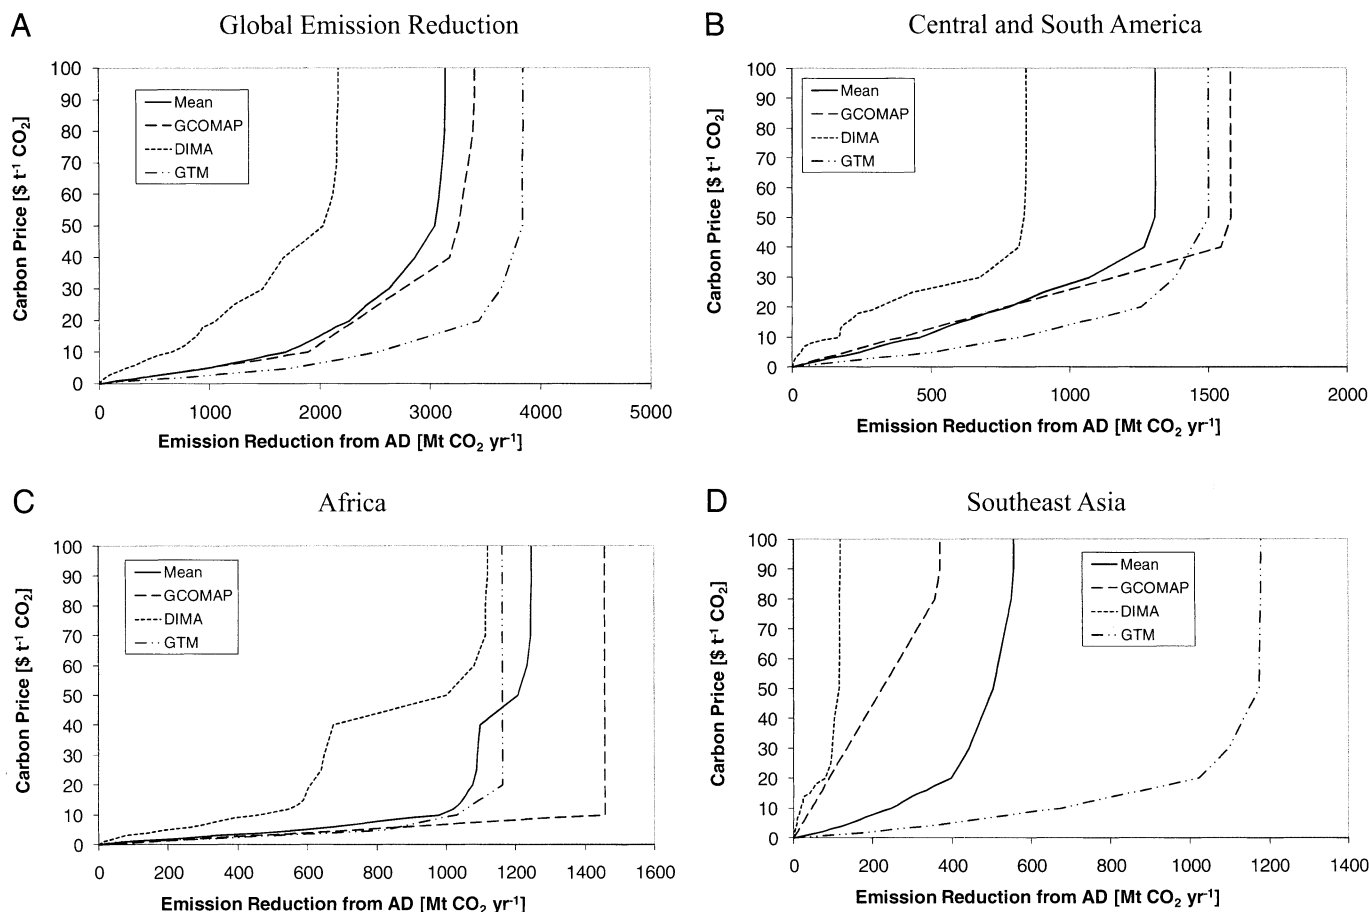 A
Global Emission Reduction
100
90
80
70
60
50
40
30
20
10
0
Carbon Price [$ t⁻¹ CO₂]
Mean
GCOMAP
DIMA
GTM
0 1000 2000 3000 4000 5000
Emission Reduction from AD [Mt CO₂ yr⁻¹]
B
Central and South America
100
90
80
70
60
50
40
30
20
10
0
Carbon Price [$ t⁻¹ CO₂]
Mean
GCOMAP
DIMA
GTM
0 500 1000 1500 2000
Emission Reduction from AD [Mt CO₂ yr⁻¹]
C
Africa
100
90
80
70
60
50
40
30
20
10
0
Carbon Price [$ t⁻¹ CO₂]
Mean
GCOMAP
DIMA
GTM
0 200 400 600 800 1000 1200 1400 1600
Emission Reduction from AD [Mt CO₂ yr⁻¹]
D
Southeast Asia
100
90
80
70
60
50
40
30
20
10
0
Carbon Price [$ t⁻¹ CO₂]
Mean
GCOMAP
DIMA
GTM
0 200 400 600 800 1000 1200 1400
Emission Reduction from AD [Mt CO₂ yr⁻¹]